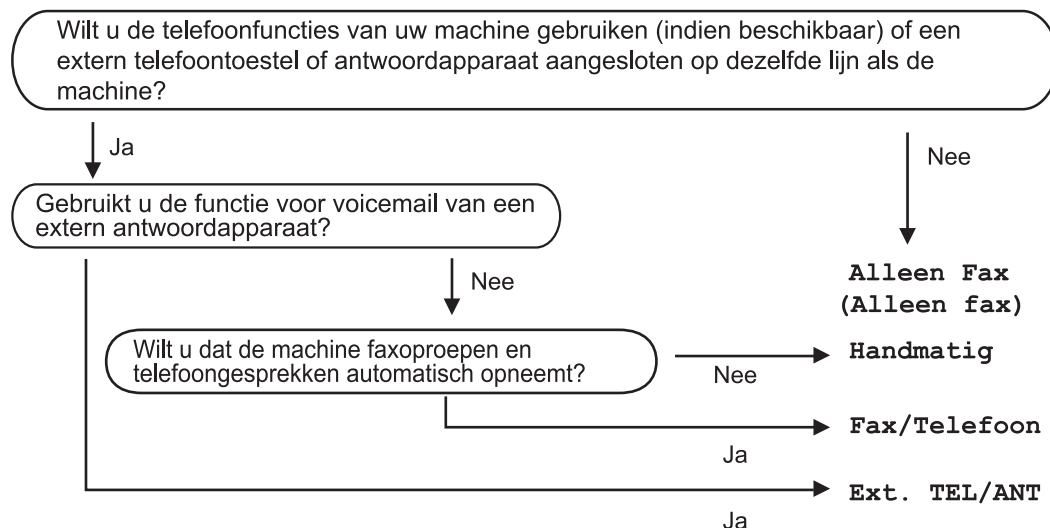 Wilt u de telefoonfuncties van uw machine gebruiken (indien beschikbaar) of een
extern telefoontoestel of antwoordapparaat aangesloten op dezelfde lijn als de
machine?
Ja
Nee
Gebruikt u de functie voor voicemail van een
extern antwoordapparaat?
Nee
Alleen Fax
(Alleen fax)
Wilt u dat de machine faxoproepen en
telefoongesprekken automatisch opneemt?
Nee
Handmatig
Ja
Fax/Telefoon
Ja
Ext. TEL/ANT